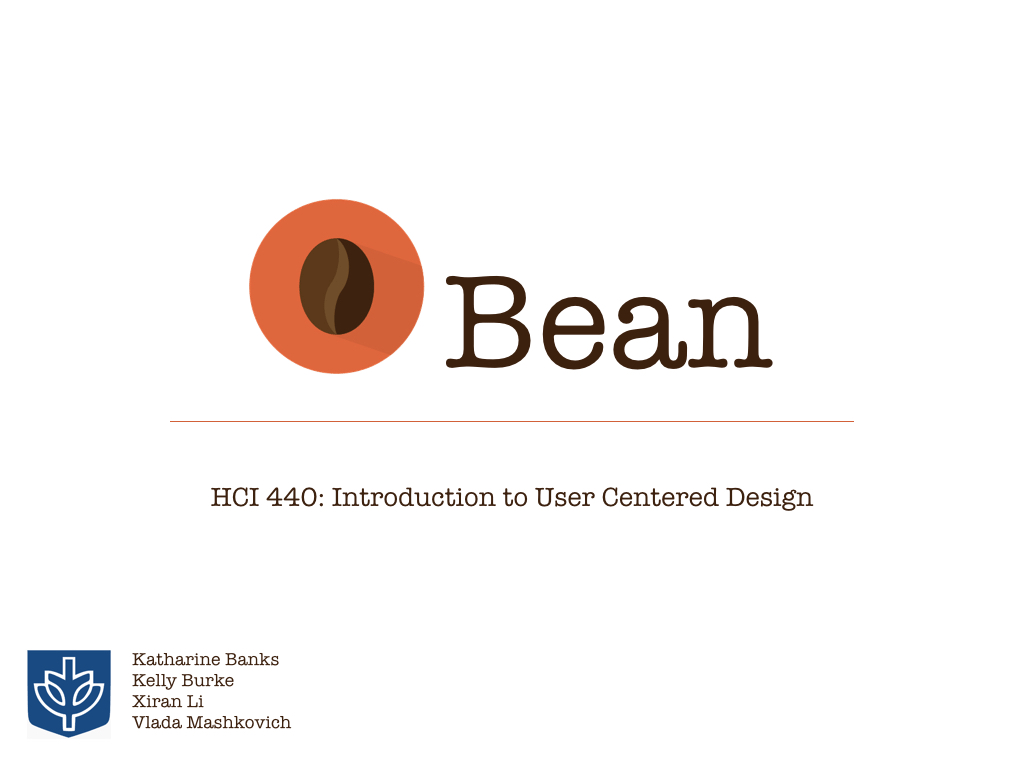 Bean
HCI 440: Introduction to User Centered Design
Katharine Banks
Kelly Burke
Xiran Li
Vlada Mashkovich